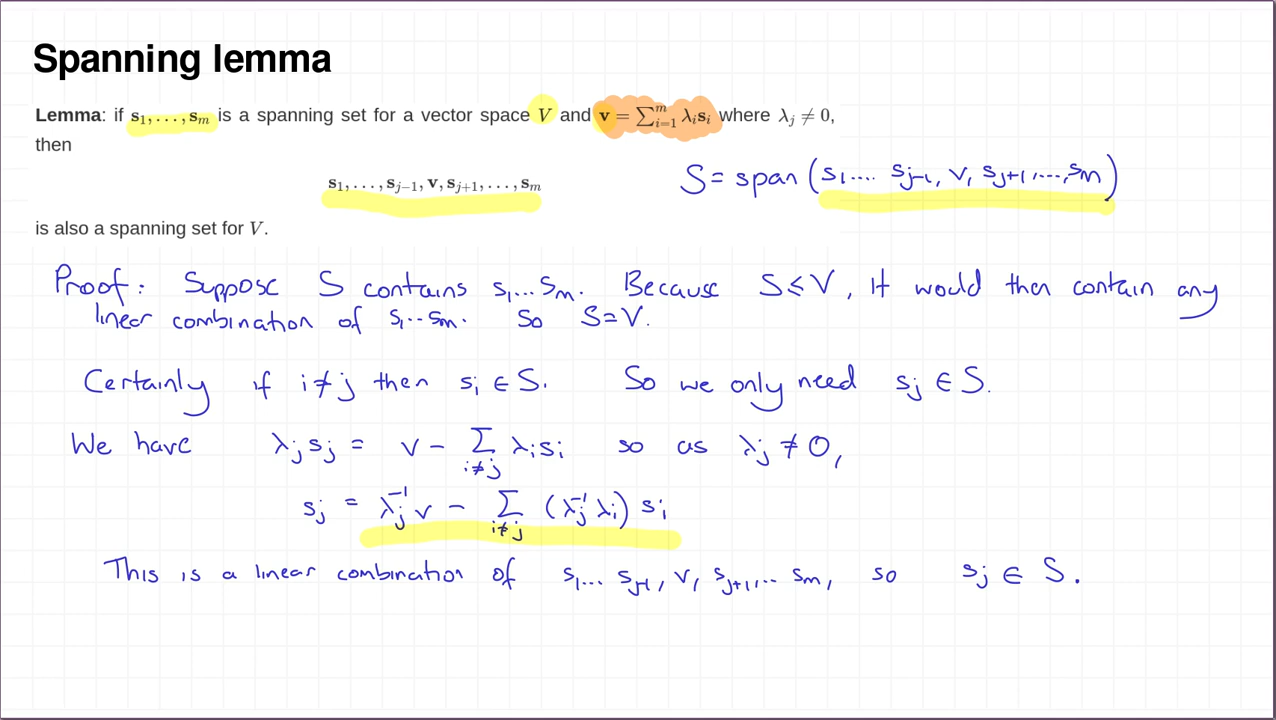 Spanning lemma
Lemma: if s₁, . . . , sₘ is a spanning set for a vector space V and v = ∑ᵢ₌₁ᵐ λᵢsᵢ where λⱼ ≠ 0,
then
s₁, . . . , sⱼ₋₁, v, sⱼ₊₁, . . . , sₘ
S = span (s₁.... sⱼ₋₁, v, sⱼ₊₁, ...., sₘ)
is also a spanning set for V.
Proof: Suppose S contains s₁...sₘ. Because S ≤ V, it would then contain any
linear combination of s₁...sₘ. So S=V.
Certainly if i≠j then sᵢ ∈ S. So we only need sⱼ ∈ S.
We have λⱼsⱼ = v - ∑_{i≠j} λᵢsᵢ so as λⱼ ≠ 0,
sⱼ = λⱼ⁻¹v - ∑_{i≠j} (λⱼ⁻¹λᵢ) sᵢ
This is a linear combination of s₁... sⱼ₋₁, v, sⱼ₊₁, ... sₘ, so sⱼ ∈ S.